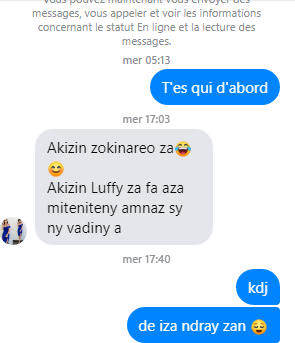 Vous pouvez maintenant vous envoyer des
messages, vous appeler et voir les informations
concernant le statut En ligne et la lecture des
messages.
mer 05:13
T'es qui d'abord
mer 17:03
Akizin zokinareo za😂
😊
Akizin Luffy za fa aza
miteniteny amnaz sy
ny vadiny a
mer 17:40
kdj
de iza ndray zan 😌